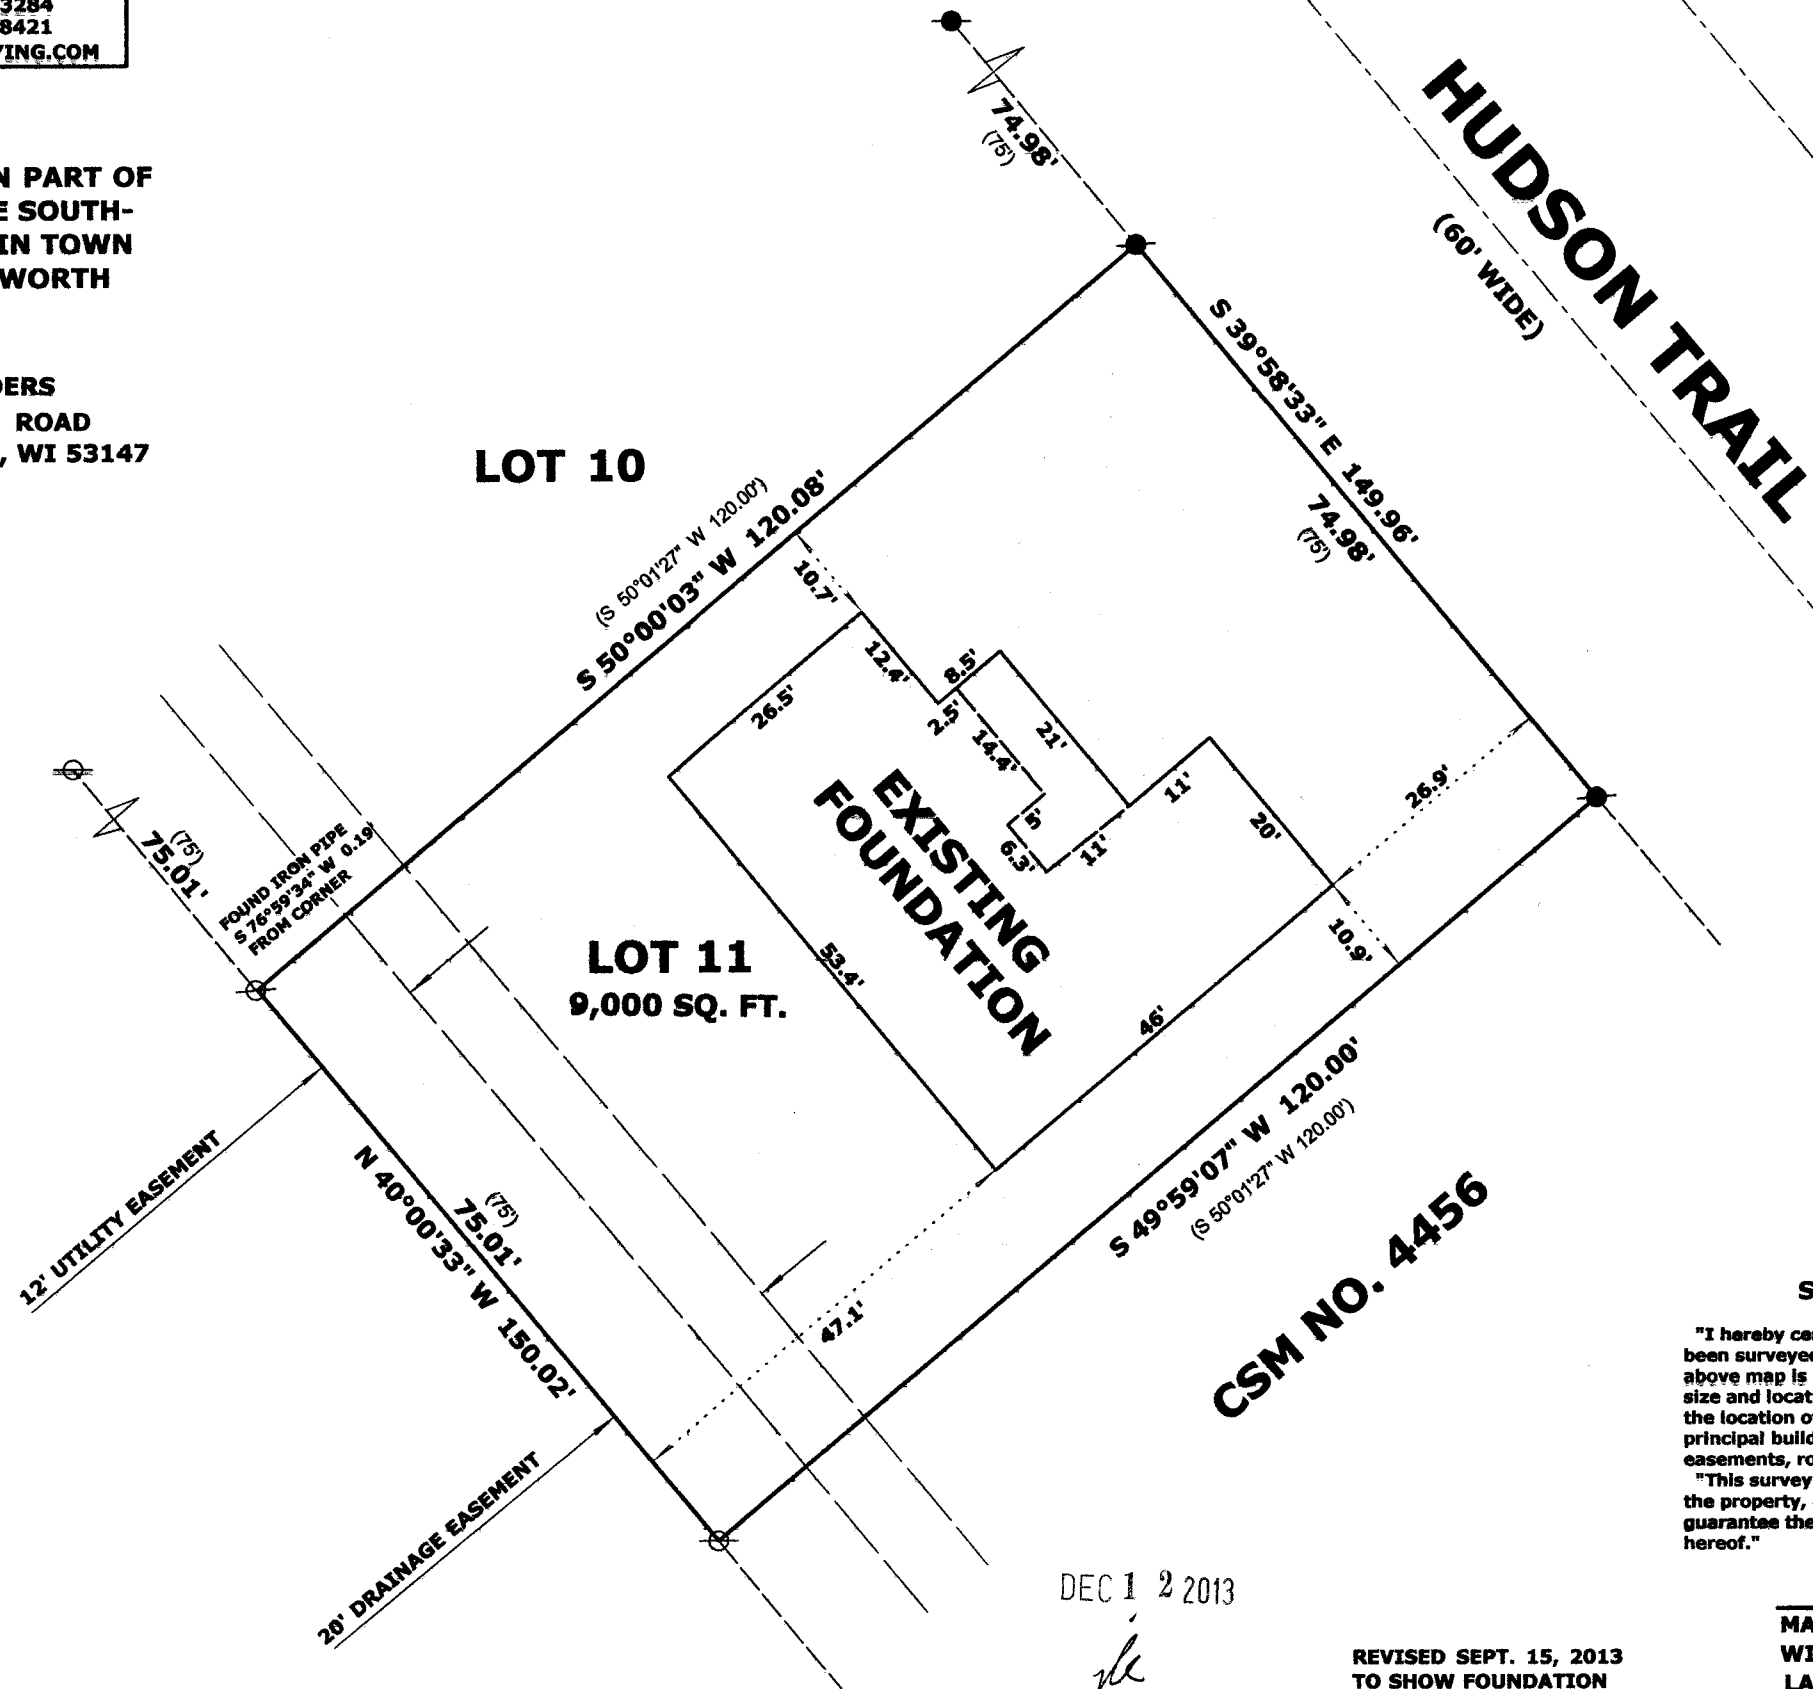 3284
8421
YING.COM
N PART OF
E SOUTH-
IN TOWN
WORTH
DERS
ROAD
, WI 53147
74.98'
(75')
HUDSON TRAIL
(60' WIDE)
S 39°58'33" E 149.96'
74.98'
(75')
LOT 10
(S 50°01'27" W 120.00')
S 50°00'03" W 120.08'
10.7'
12.4'
8.5'
26.5'
2.5'
14.4'
21'
11'
20'
26.9'
5'
6.3'
11'
EXISTING
FOUNDATION
(75')
75.01'
FOUND IRON PIPE
S 76°59'34" W 0.19'
FROM CORNER
LOT 11
9,000 SQ. FT.
53.4'
46'
10.9'
S 49°59'07" W 120.00'
(S 50°01'27" W 120.00')
12' UTILITY EASEMENT
(75')
75.01'
N 40°00'33" W 150.02'
47.1'
CSM NO. 4456
20' DRAINAGE EASEMENT
S
"I hereby ce
been surveye
above map is
size and locat
the location o
principal build
easements, ro
"This survey
the property,
guarantee the
hereof."
DEC 1 2 2013
REVISED SEPT. 15, 2013
TO SHOW FOUNDATION
MA
WI
LA